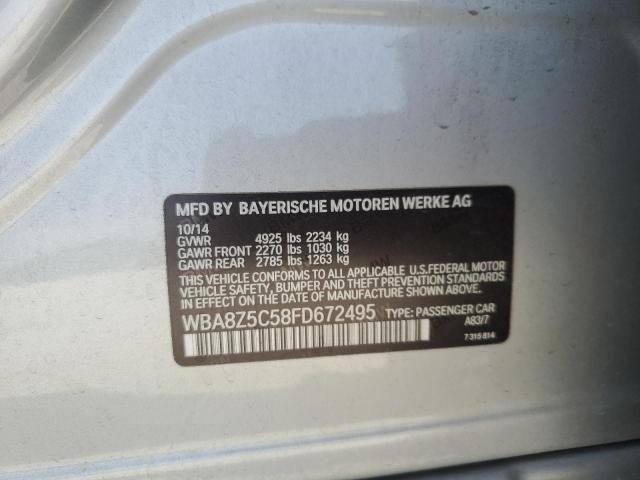 MFD BY BAYERISCHE MOTOREN WERKE AG
10/14
GVWR 4925 lbs 2234 kg
GAWR FRONT 2270 lbs 1030 kg
GAWR REAR 2785 lbs 1263 kg
THIS VEHICLE CONFORMS TO ALL APPLICABLE U.S.FEDERAL MOTOR
VEHICLE SAFETY, BUMPER AND THEFT PREVENTION STANDARDS
IN EFFECT ON THE DATE OF MANUFACTURE SHOWN ABOVE.
WBA8Z5C58FD672495 TYPE: PASSENGER CAR
A83/7
7315814